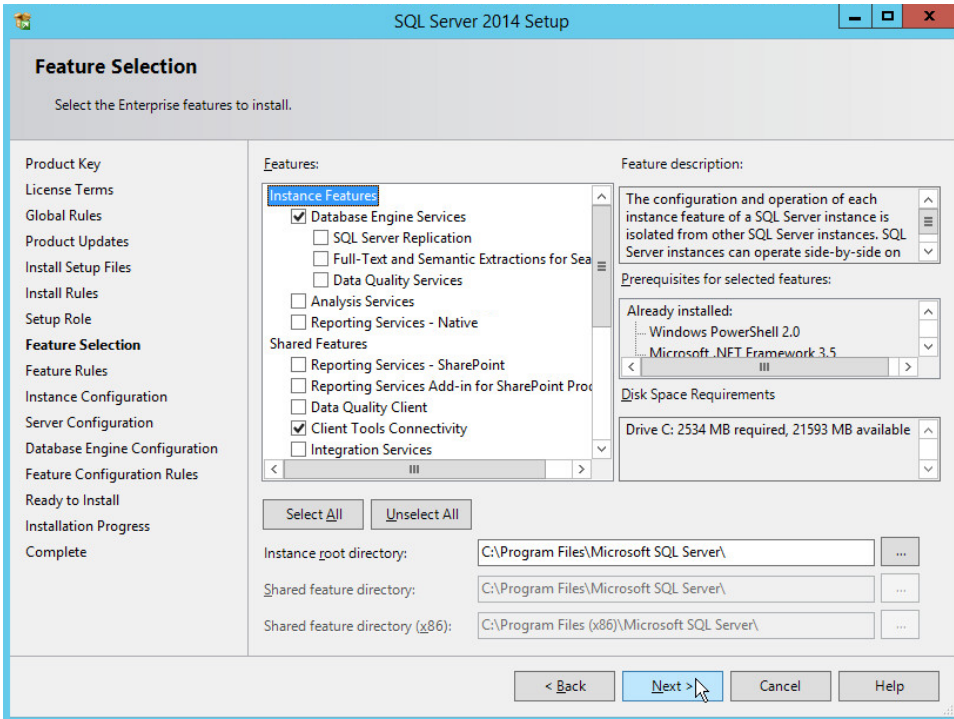 SQL Server 2014 Setup
Feature Selection
Select the Enterprise features to install.
Product Key
License Terms
Global Rules
Product Updates
Install Setup Files
Install Rules
Setup Role
Feature Selection
Feature Rules
Instance Configuration
Server Configuration
Database Engine Configuration
Feature Configuration Rules
Ready to Install
Installation Progress
Complete
Features:
Instance Features
Database Engine Services
SQL Server Replication
Full-Text and Semantic Extractions for Sea
Data Quality Services
Analysis Services
Reporting Services - Native
Shared Features
Reporting Services - SharePoint
Reporting Services Add-in for SharePoint Prod
Data Quality Client
Client Tools Connectivity
Integration Services
Select All
Unselect All
Feature description:
The configuration and operation of each
instance feature of a SQL Server instance is
isolated from other SQL Server instances. SQL
Server instances can operate side-by-side on
Prerequisites for selected features:
Already installed:
Windows PowerShell 2.0
Microsoft .NET Framework 3.5
Disk Space Requirements
Drive C: 2534 MB required, 21593 MB available
Instance root directory:
C:\Program Files\Microsoft SQL Server\
...
Shared feature directory:
C:\Program Files\Microsoft SQL Server\
...
Shared feature directory (x86):
C:\Program Files (x86)\Microsoft SQL Server\
...
< Back
Next >
Cancel
Help